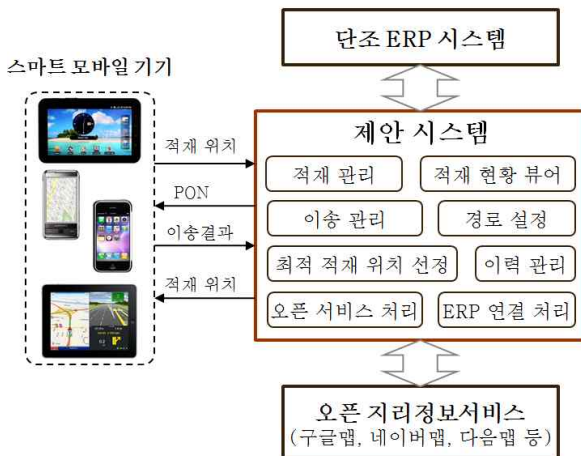 단조 ERP 시스템
스마트 모바일 기기
제안 시스템
적재 위치
적재 관리
적재 현황 뷰어
PON
이송 관리
경로 설정
이송결과
최적 적재 위치 선정
이력 관리
적재 위치
오픈 서비스 처리
ERP 연결 처리
오픈 지리정보서비스
(구글맵, 네이버맵, 다음맵 등)